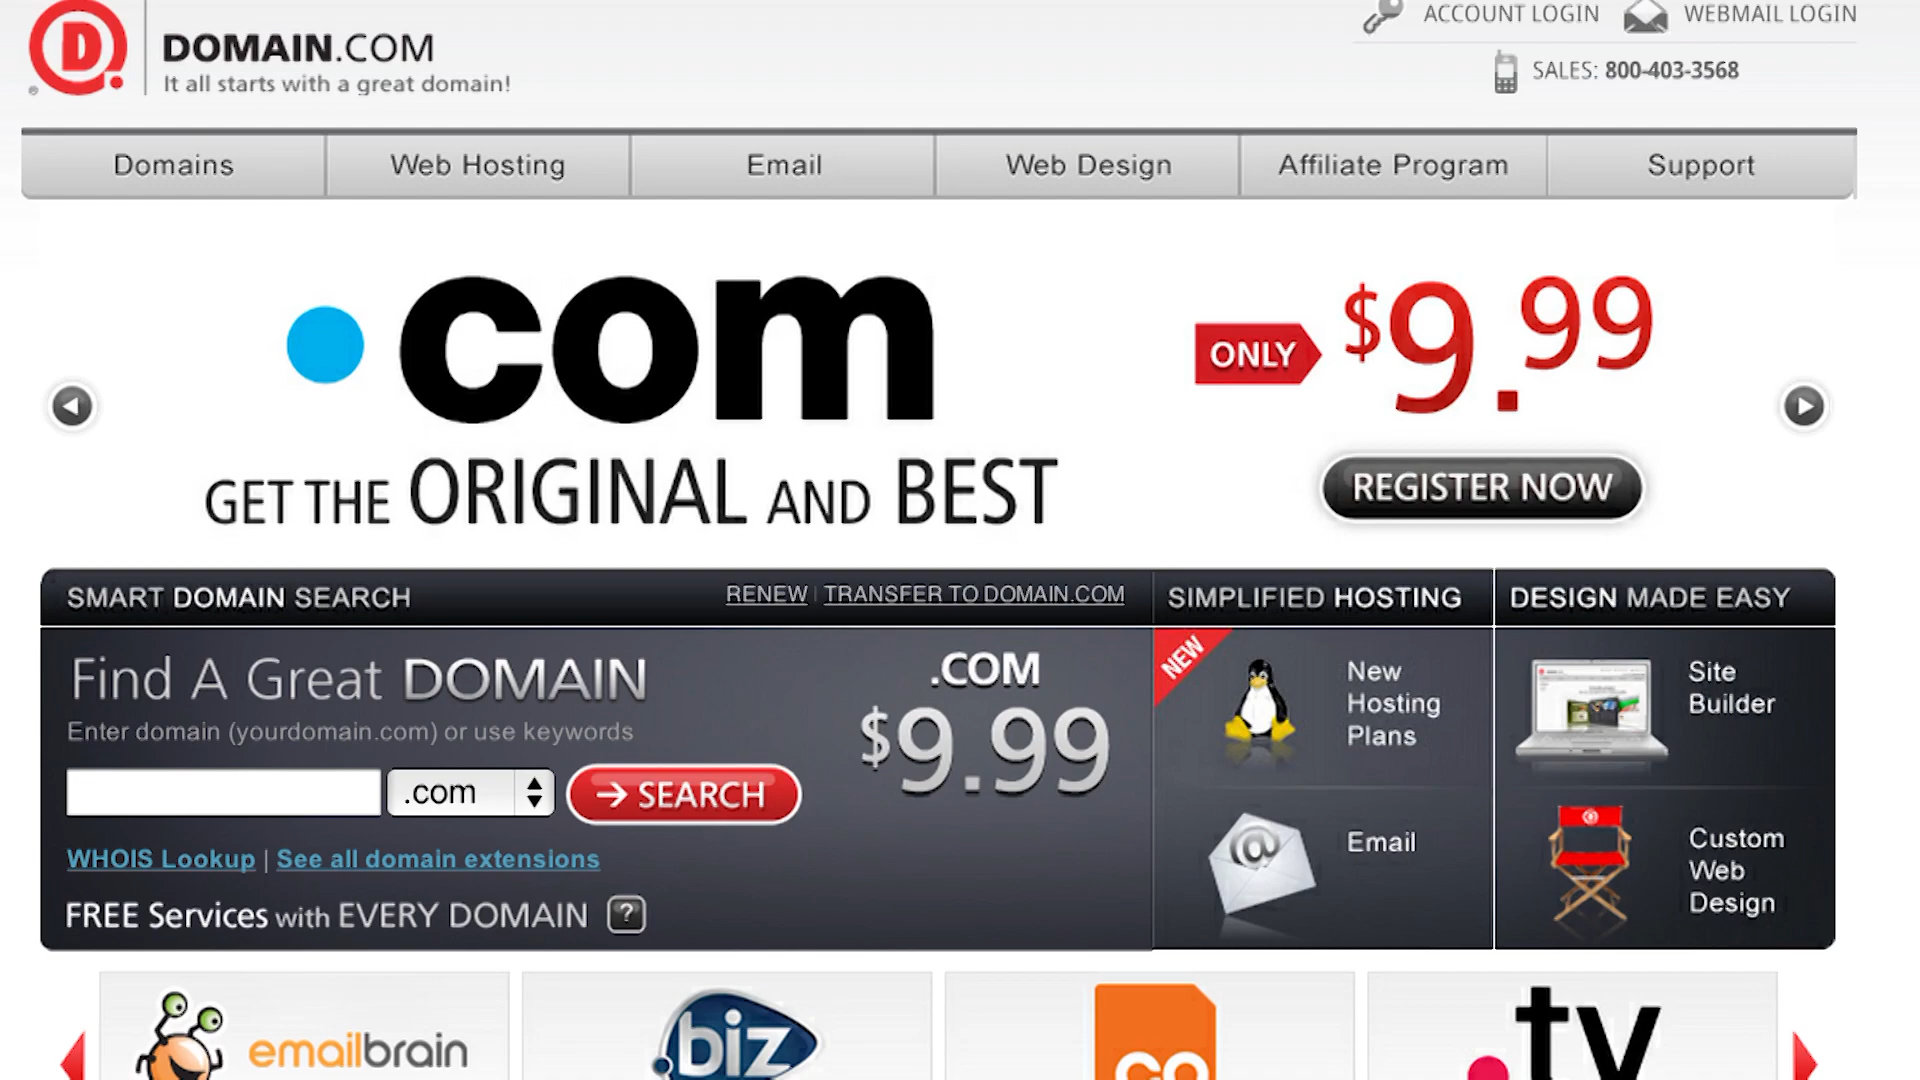 D
®
DOMAIN.COM
It all starts with a great domain!
ACCOUNT LOGIN
WEBMAIL LOGIN
SALES: 800-403-3568
Domains
Web Hosting
Email
Web Design
Affiliate Program
Support
.com
ONLY
$9.99
GET THE ORIGINAL AND BEST
REGISTER NOW
SMART DOMAIN SEARCH
RENEW | TRANSFER TO DOMAIN.COM
SIMPLIFIED HOSTING
DESIGN MADE EASY
Find A Great DOMAIN
Enter domain (yourdomain.com) or use keywords
.com
→ SEARCH
.COM
$9.99
WHOIS Lookup | See all domain extensions
FREE Services with EVERY DOMAIN ?
NEW
New
Hosting
Plans
@
Email
Site
Builder
Custom
Web
Design
emailbrain
.biz
co
.tv